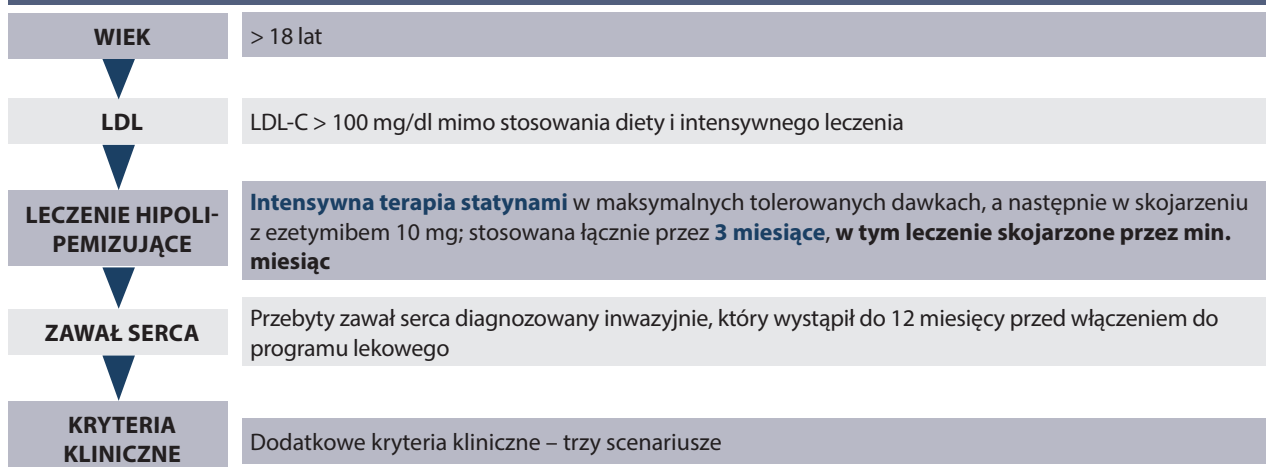 WIEK
> 18 lat
LDL
LDL-C > 100 mg/dl mimo stosowania diety i intensywnego leczenia
LECZENIE HIPOLI-
PEMIZUJĄCE
Intensywna terapia statynami w maksymalnych tolerowanych dawkach, a następnie w skojarzeniu
z ezetymibem 10 mg; stosowana łącznie przez 3 miesiące, w tym leczenie skojarzone przez min.
miesiąc
ZAWAŁ SERCA
Przebyty zawał serca diagnozowany inwazyjnie, który wystąpił do 12 miesięcy przed włączeniem do
programu lekowego
KRYTERIA
KLINICZNE
Dodatkowe kryteria kliniczne – trzy scenariusze